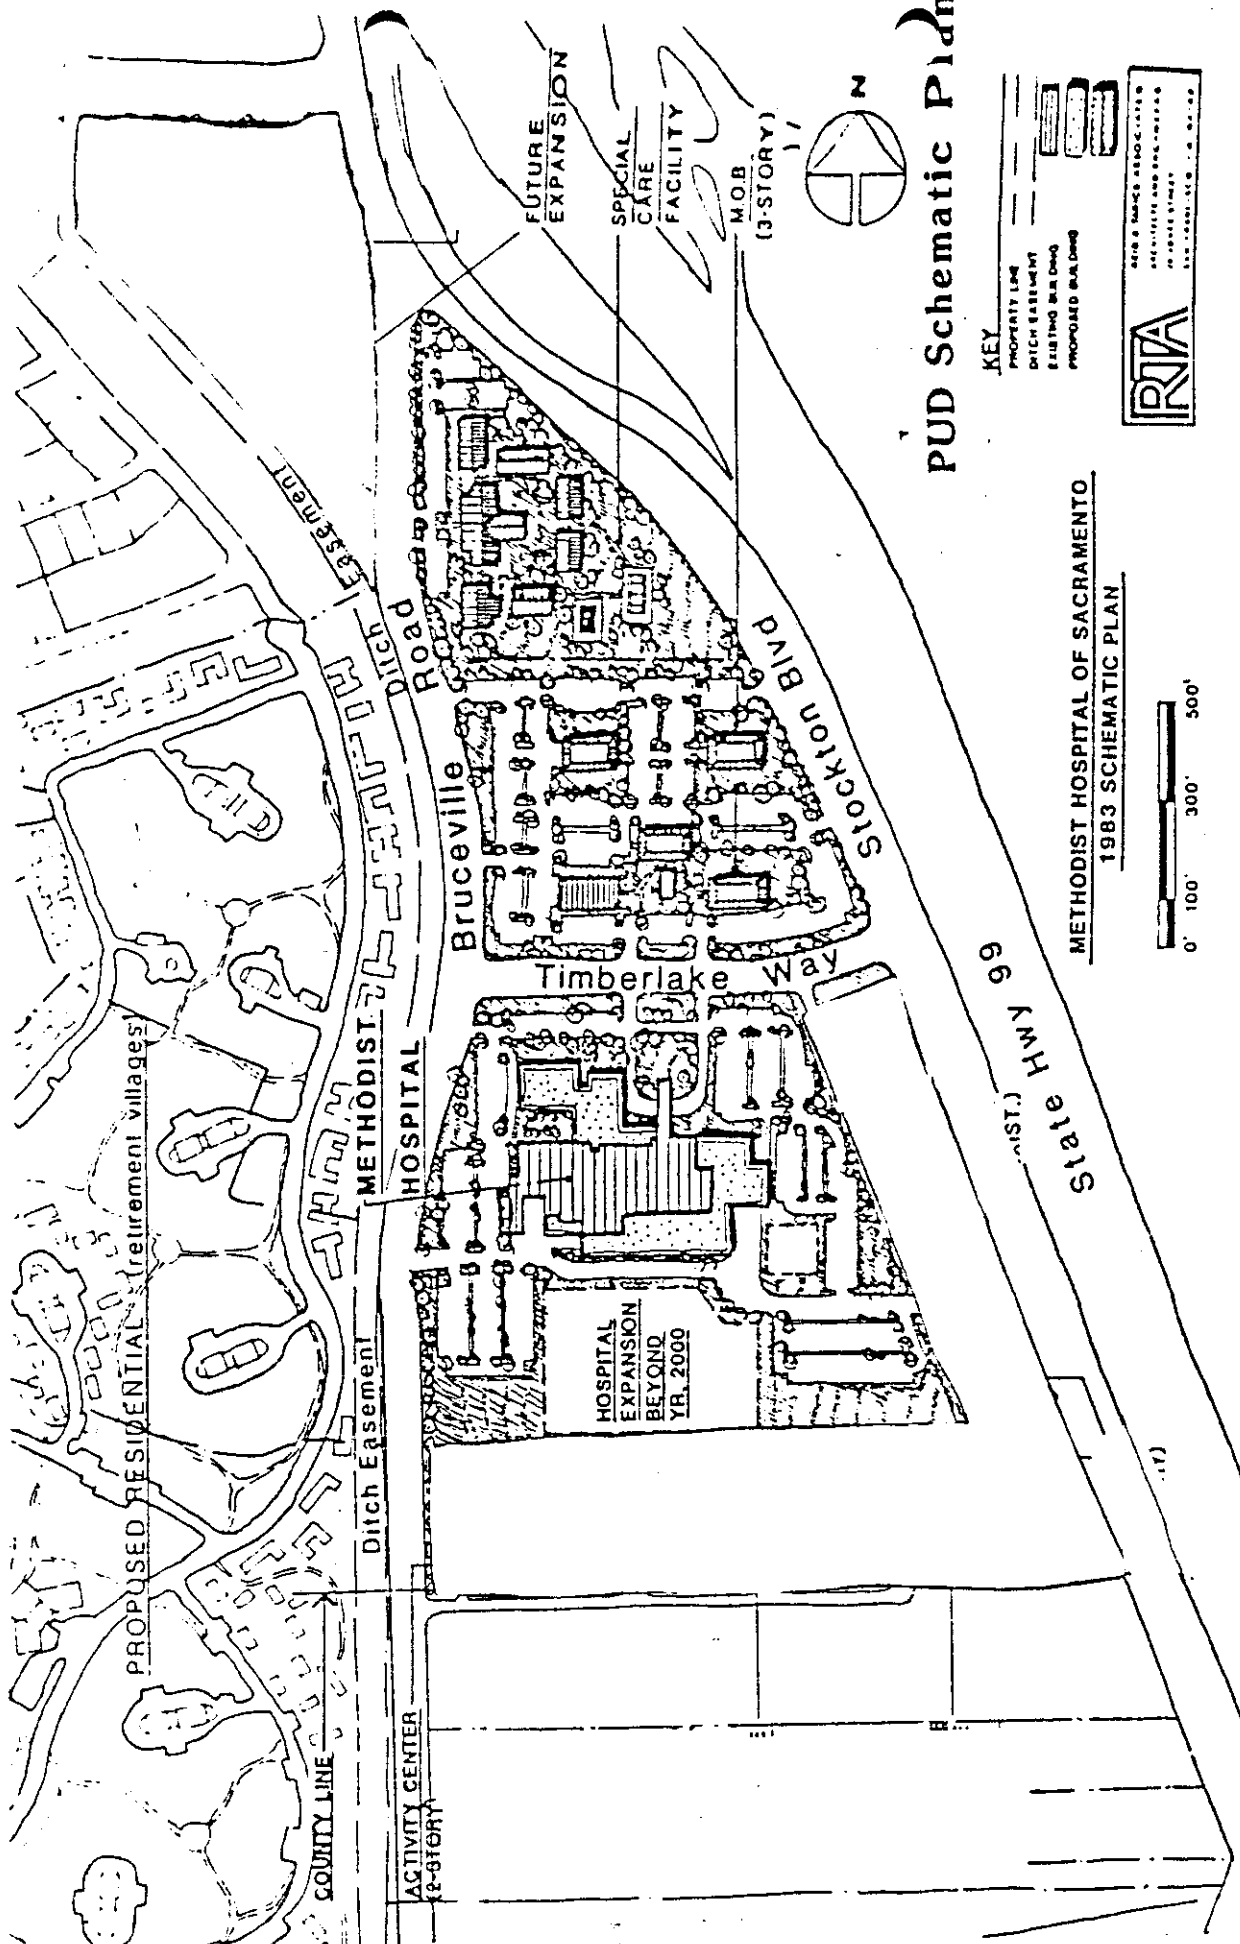 PROPOSED RESIDENTIAL (retirement villages)
COUNTY LINE
Ditch Easement
ACTIVITY CENTER
(2-STORY)
METHODIST
HOSPITAL
Ditch Easement
Bruceville Road
Timberlake Way
Stockton Blvd
State Hwy 99
HOSPITAL
EXPANSION
BEYOND
YR. 2000
FUTURE
EXPANSION
SPECIAL
CARE
FACILITY
M.O.B
(3-STORY)
N
PUD Schematic Plan
KEY
PROPERTY LINE
DITCH EASEMENT
EXISTING BUILDING
PROPOSED BUILDING
RTA
METHODIST HOSPITAL OF SACRAMENTO
1983 SCHEMATIC PLAN
0' 100' 300' 500'